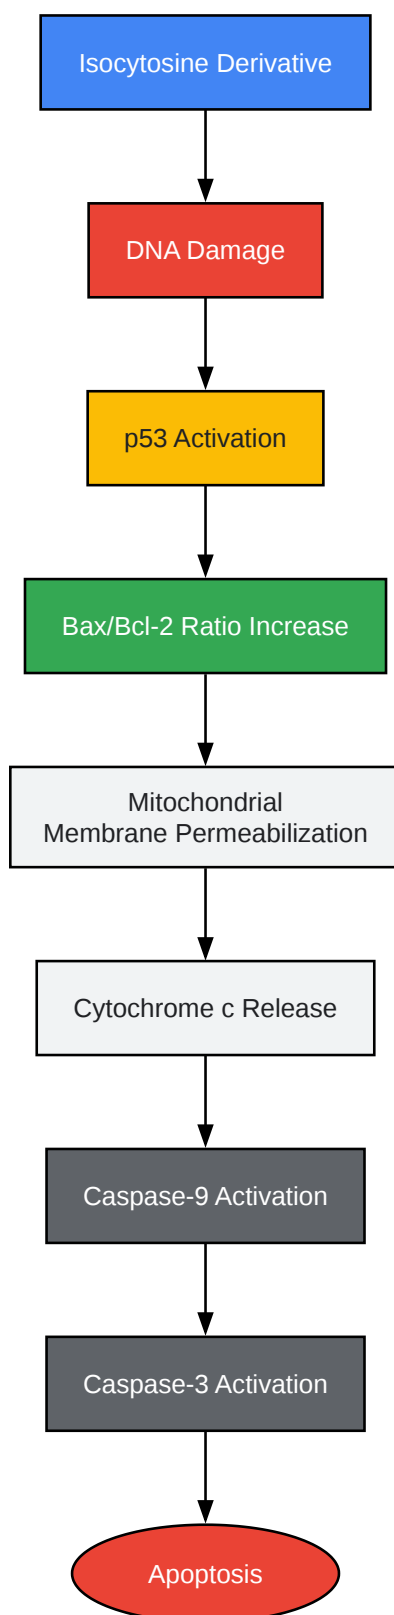 Isocytosine Derivative
DNA Damage
p53 Activation
Bax/Bcl-2 Ratio Increase
Mitochondrial
Membrane Permeabilization
Cytochrome c Release
Caspase-9 Activation
Caspase-3 Activation
Apoptosis